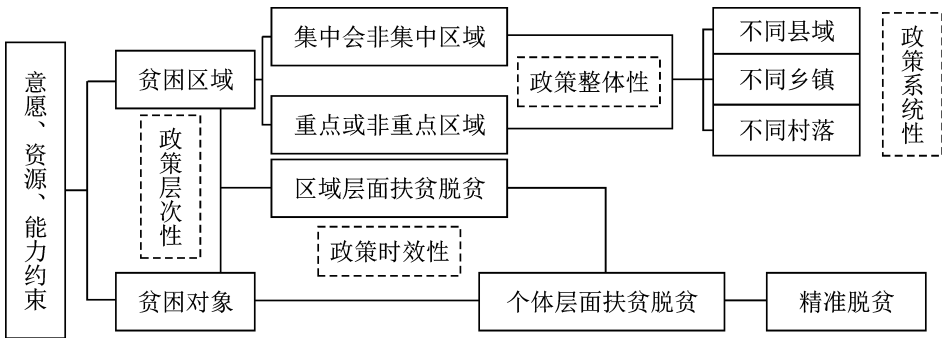 意愿、资源、能力约束
贫困区域
政策层次性
贫困对象
集中会非集中区域
重点或非重点区域
区域层面扶贫脱贫
政策时效性
政策整体性
个体层面扶贫脱贫
不同县域
不同乡镇
不同村落
政策系统性
精准脱贫